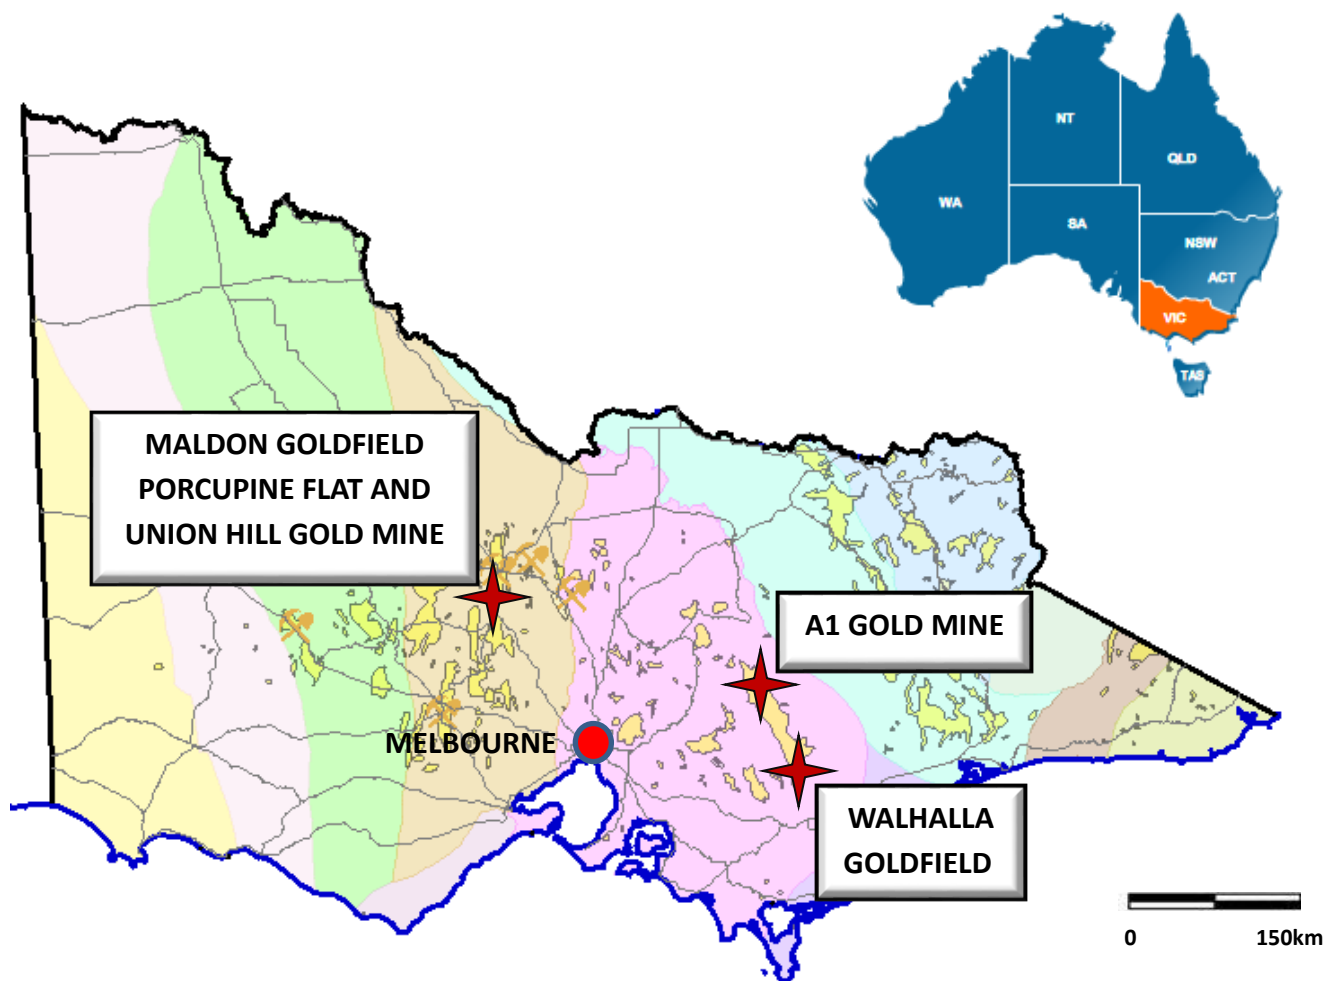 NT
QLD
WA
SA
NSW
ACT
VIC
TAS
MALDON GOLDFIELD
PORCUPINE FLAT AND
UNION HILL GOLD MINE
A1 GOLD MINE
MELBOURNE
WALHALLA
GOLDFIELD
0 150km